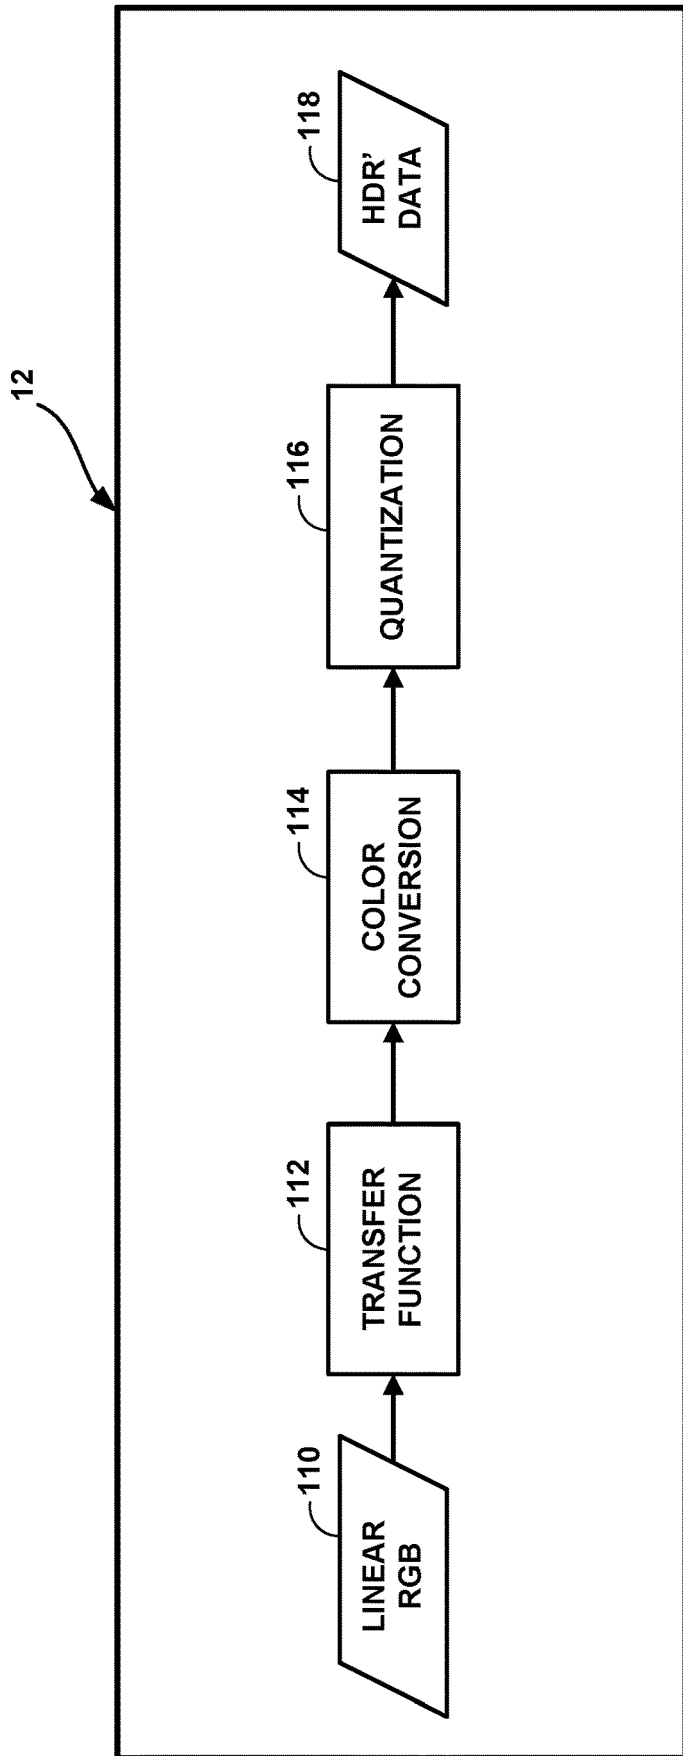 12
110
LINEAR
RGB
112
TRANSFER
FUNCTION
114
COLOR
CONVERSION
116
QUANTIZATION
118
HDR'
DATA